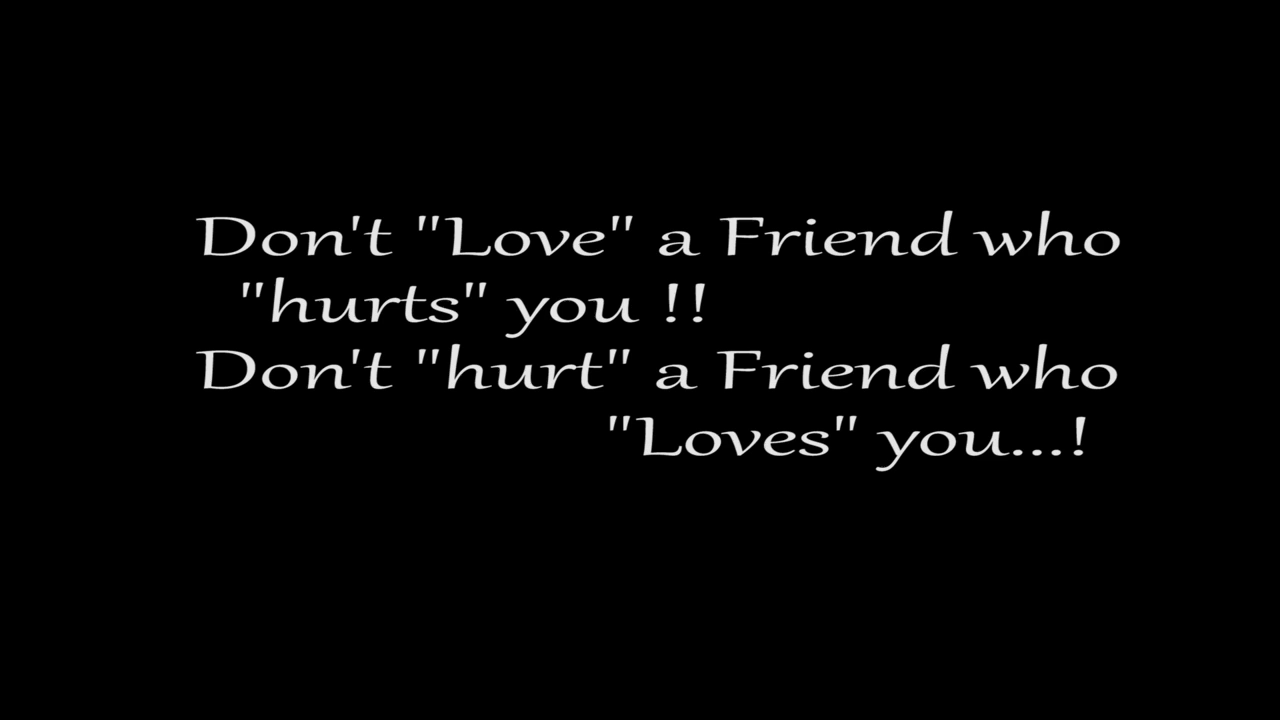 Don't "Love" a Friend who
"hurts" you !!
Don't "hurt" a Friend who
"Loves" you...!